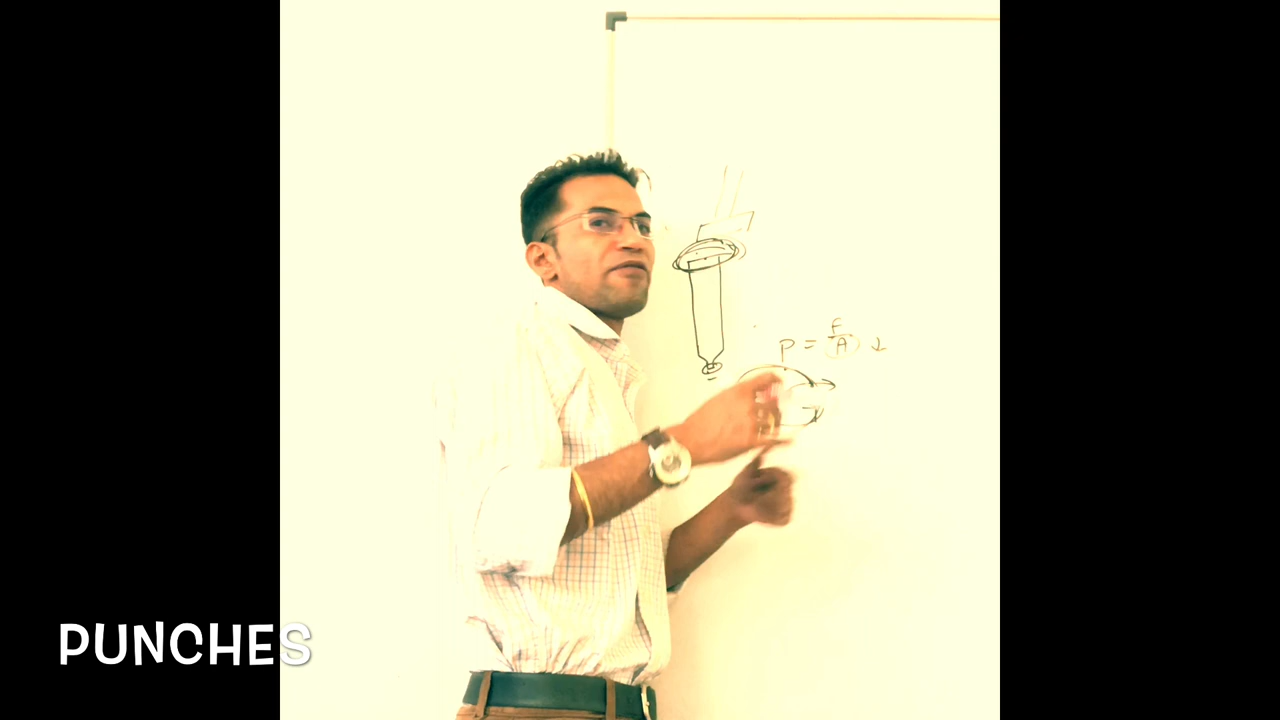 P = F/A ↓
PUNCHES